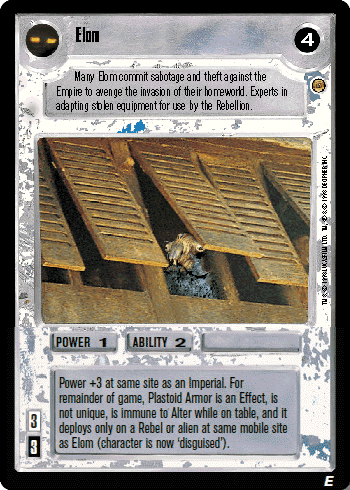 Elom
4
Many Elom commit sabotage and theft against the
Empire to avenge the invasion of their homeworld. Experts in
adapting stolen equipment for use by the Rebellion.
POWER 1
ABILITY 2
Power +3 at same site as an Imperial. For
remainder of game, Plastoid Armor is an Effect, is
not unique, is immune to Alter while on table, and it
deploys only on a Rebel or alien at same mobile site
as Elom (character is now 'disguised').
3
3
E